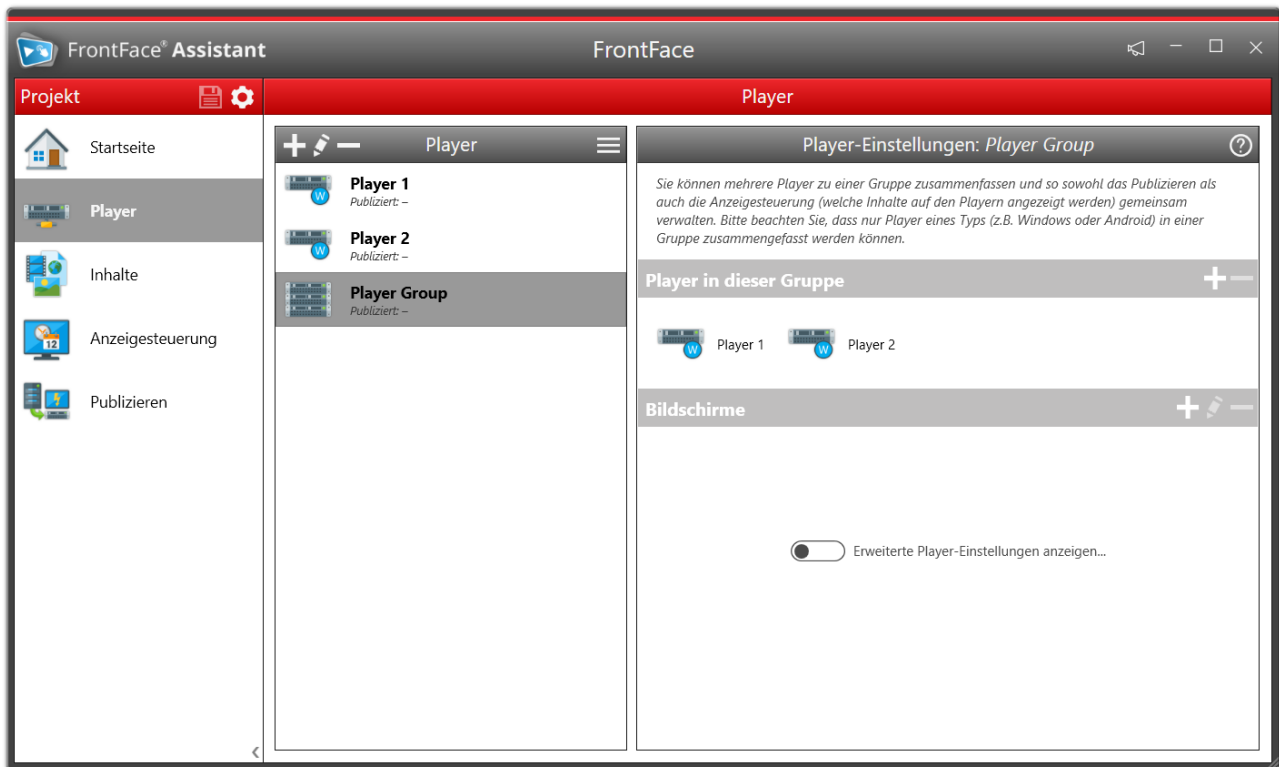 FrontFace® Assistant
FrontFace
Projekt
Player
Startseite
Player
Inhalte
12
Anzeigesteuerung
Publizieren
Player
W
Player 1
Publiziert: –
W
Player 2
Publiziert: –
Player Group
Publiziert: –
Player-Einstellungen: Player Group
Sie können mehrere Player zu einer Gruppe zusammenfassen und so sowohl das Publizieren als
auch die Anzeigesteuerung (welche Inhalte auf den Playern angezeigt werden) gemeinsam
verwalten. Bitte beachten Sie, dass nur Player eines Typs (z.B. Windows oder Android) in einer
Gruppe zusammengefasst werden können.
Player in dieser Gruppe
W Player 1 W Player 2
Bildschirme
Erweiterte Player-Einstellungen anzeigen...